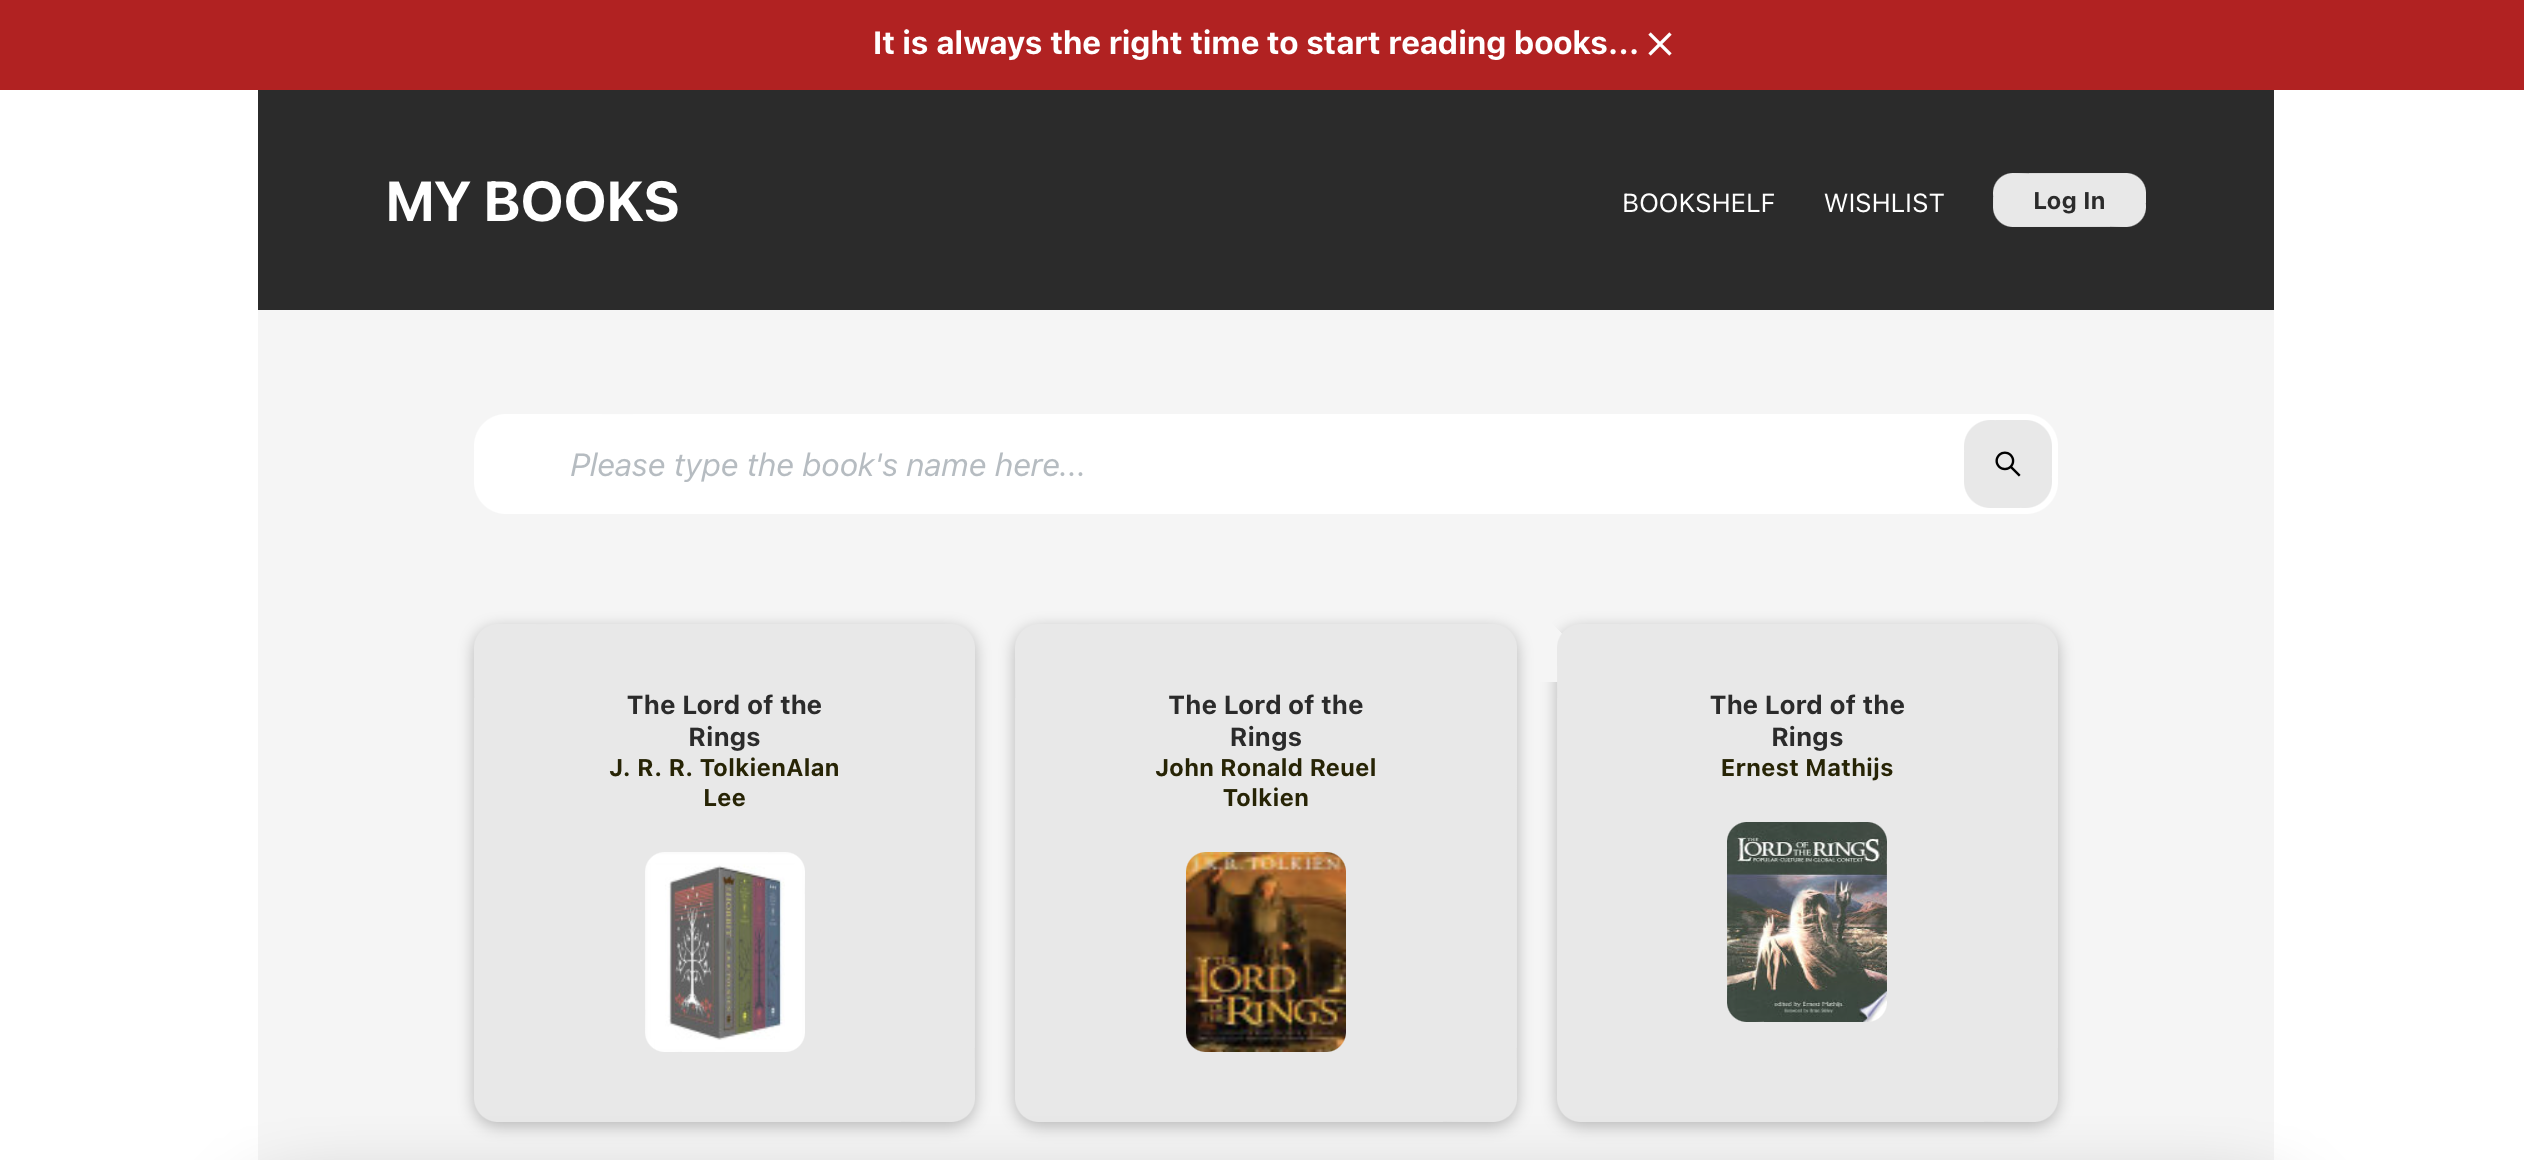 It is always the right time to start reading books...
MY BOOKS
BOOKSHELF
WISHLIST
Log In
Please type the book's name here...
The Lord of the
Rings
J. R. R. TolkienAlan
Lee
The Lord of the
Rings
John Ronald Reuel
Tolkien
J.R.R. TOLKIEN
THE
LORD
OF THE
RINGS
The Lord of the
Rings
Ernest Mathijs
THE
LORD OF THE RINGS
POPULAR CULTURE IN GLOBAL CONTEXT
edited by Ernest Mathijs